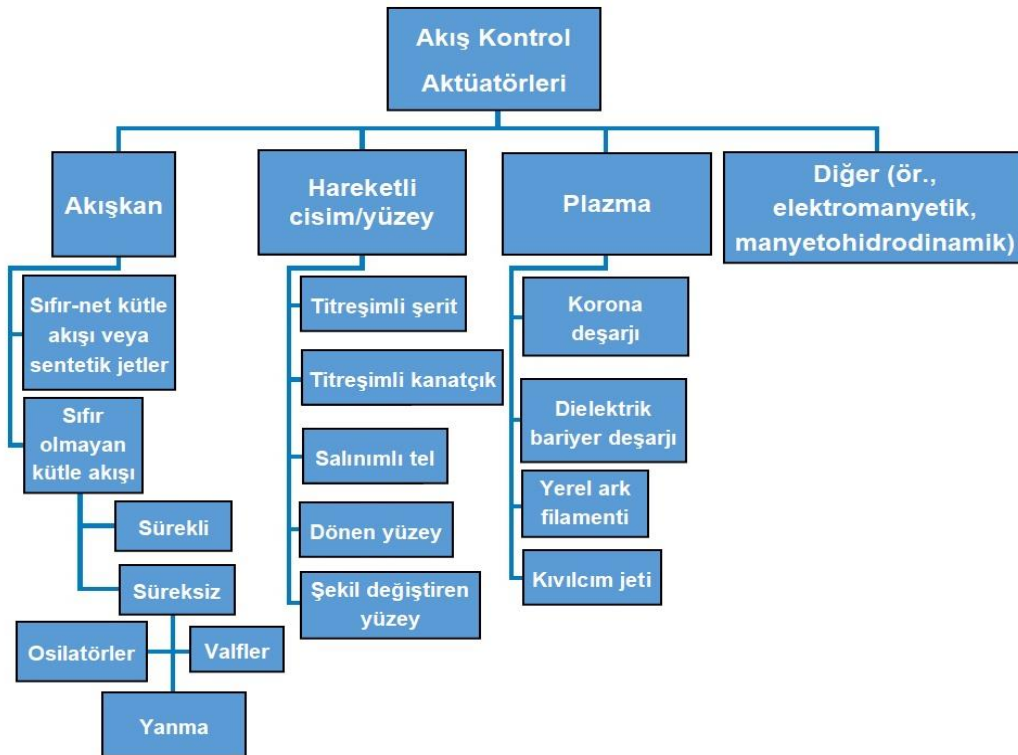 Akış Kontrol
Aktüatörleri
Akışkan
Sıfır-net kütle
akışı veya
sentetik jetler
Sıfır
olmayan
kütle akışı
Sürekli
Süreksiz
Osilatörler
Valfler
Yanma
Hareketli
cisim/yüzey
Titreşimli şerit
Titreşimli kanatçık
Salınımlı tel
Dönen yüzey
Şekil değiştiren
yüzey
Plazma
Korona
deşarjı
Dielektrik
bariyer deşarjı
Yerel ark
filamenti
Kıvılcım jeti
Diğer (ör.,
elektromanyetik,
manyetohidrodinamik)